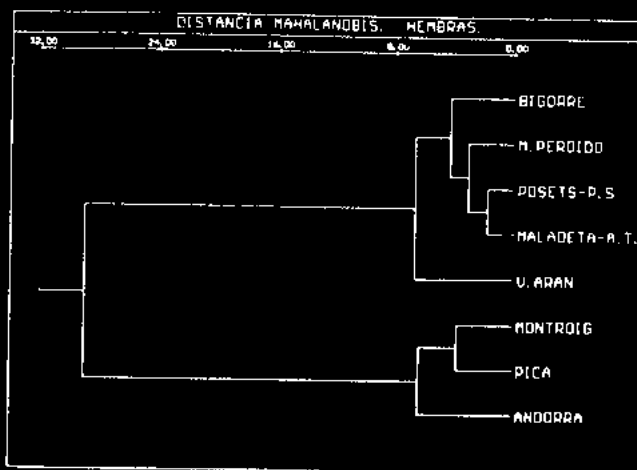 DISTANCIA MAHALANOBIS. HEMBRAS.
32.00 24.00 16.00 8.00 0.00
BIGORRE
M.PERDIDO
POSETS-P.S
MALADETA-A.T.
V.ARAN
MONTROIG
PICA
ANDORRA